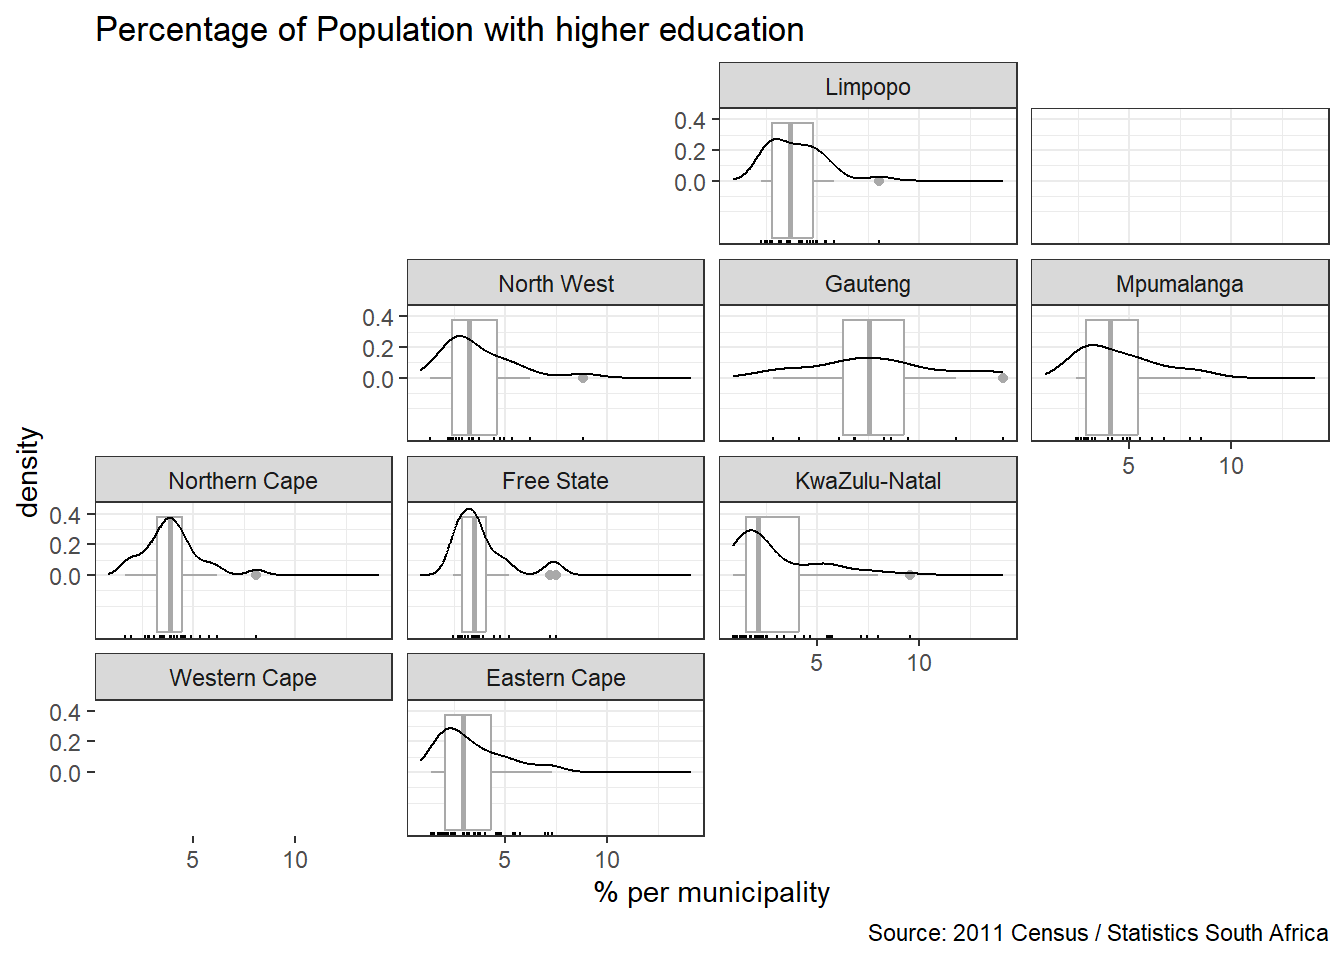 Percentage of Population with higher education
Limpopo
0.4
0.2
0.0
North West
Gauteng
Mpumalanga
0.4
0.2
0.0
5
10
Northern Cape
Free State
KwaZulu-Natal
0.4
0.2
0.0
5
10
Western Cape
Eastern Cape
0.4
0.2
0.0
5
10
5
10
density
% per municipality
Source: 2011 Census / Statistics South Africa